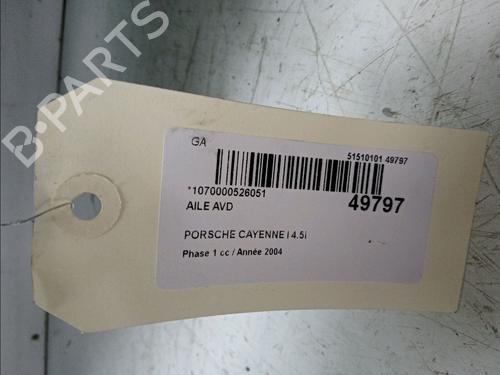 B-PARTS
GA
51510101 49797
*1070000526051
49797
AILE AVD
PORSCHE CAYENNE I 4.5i
Phase 1 cc / Année 2004